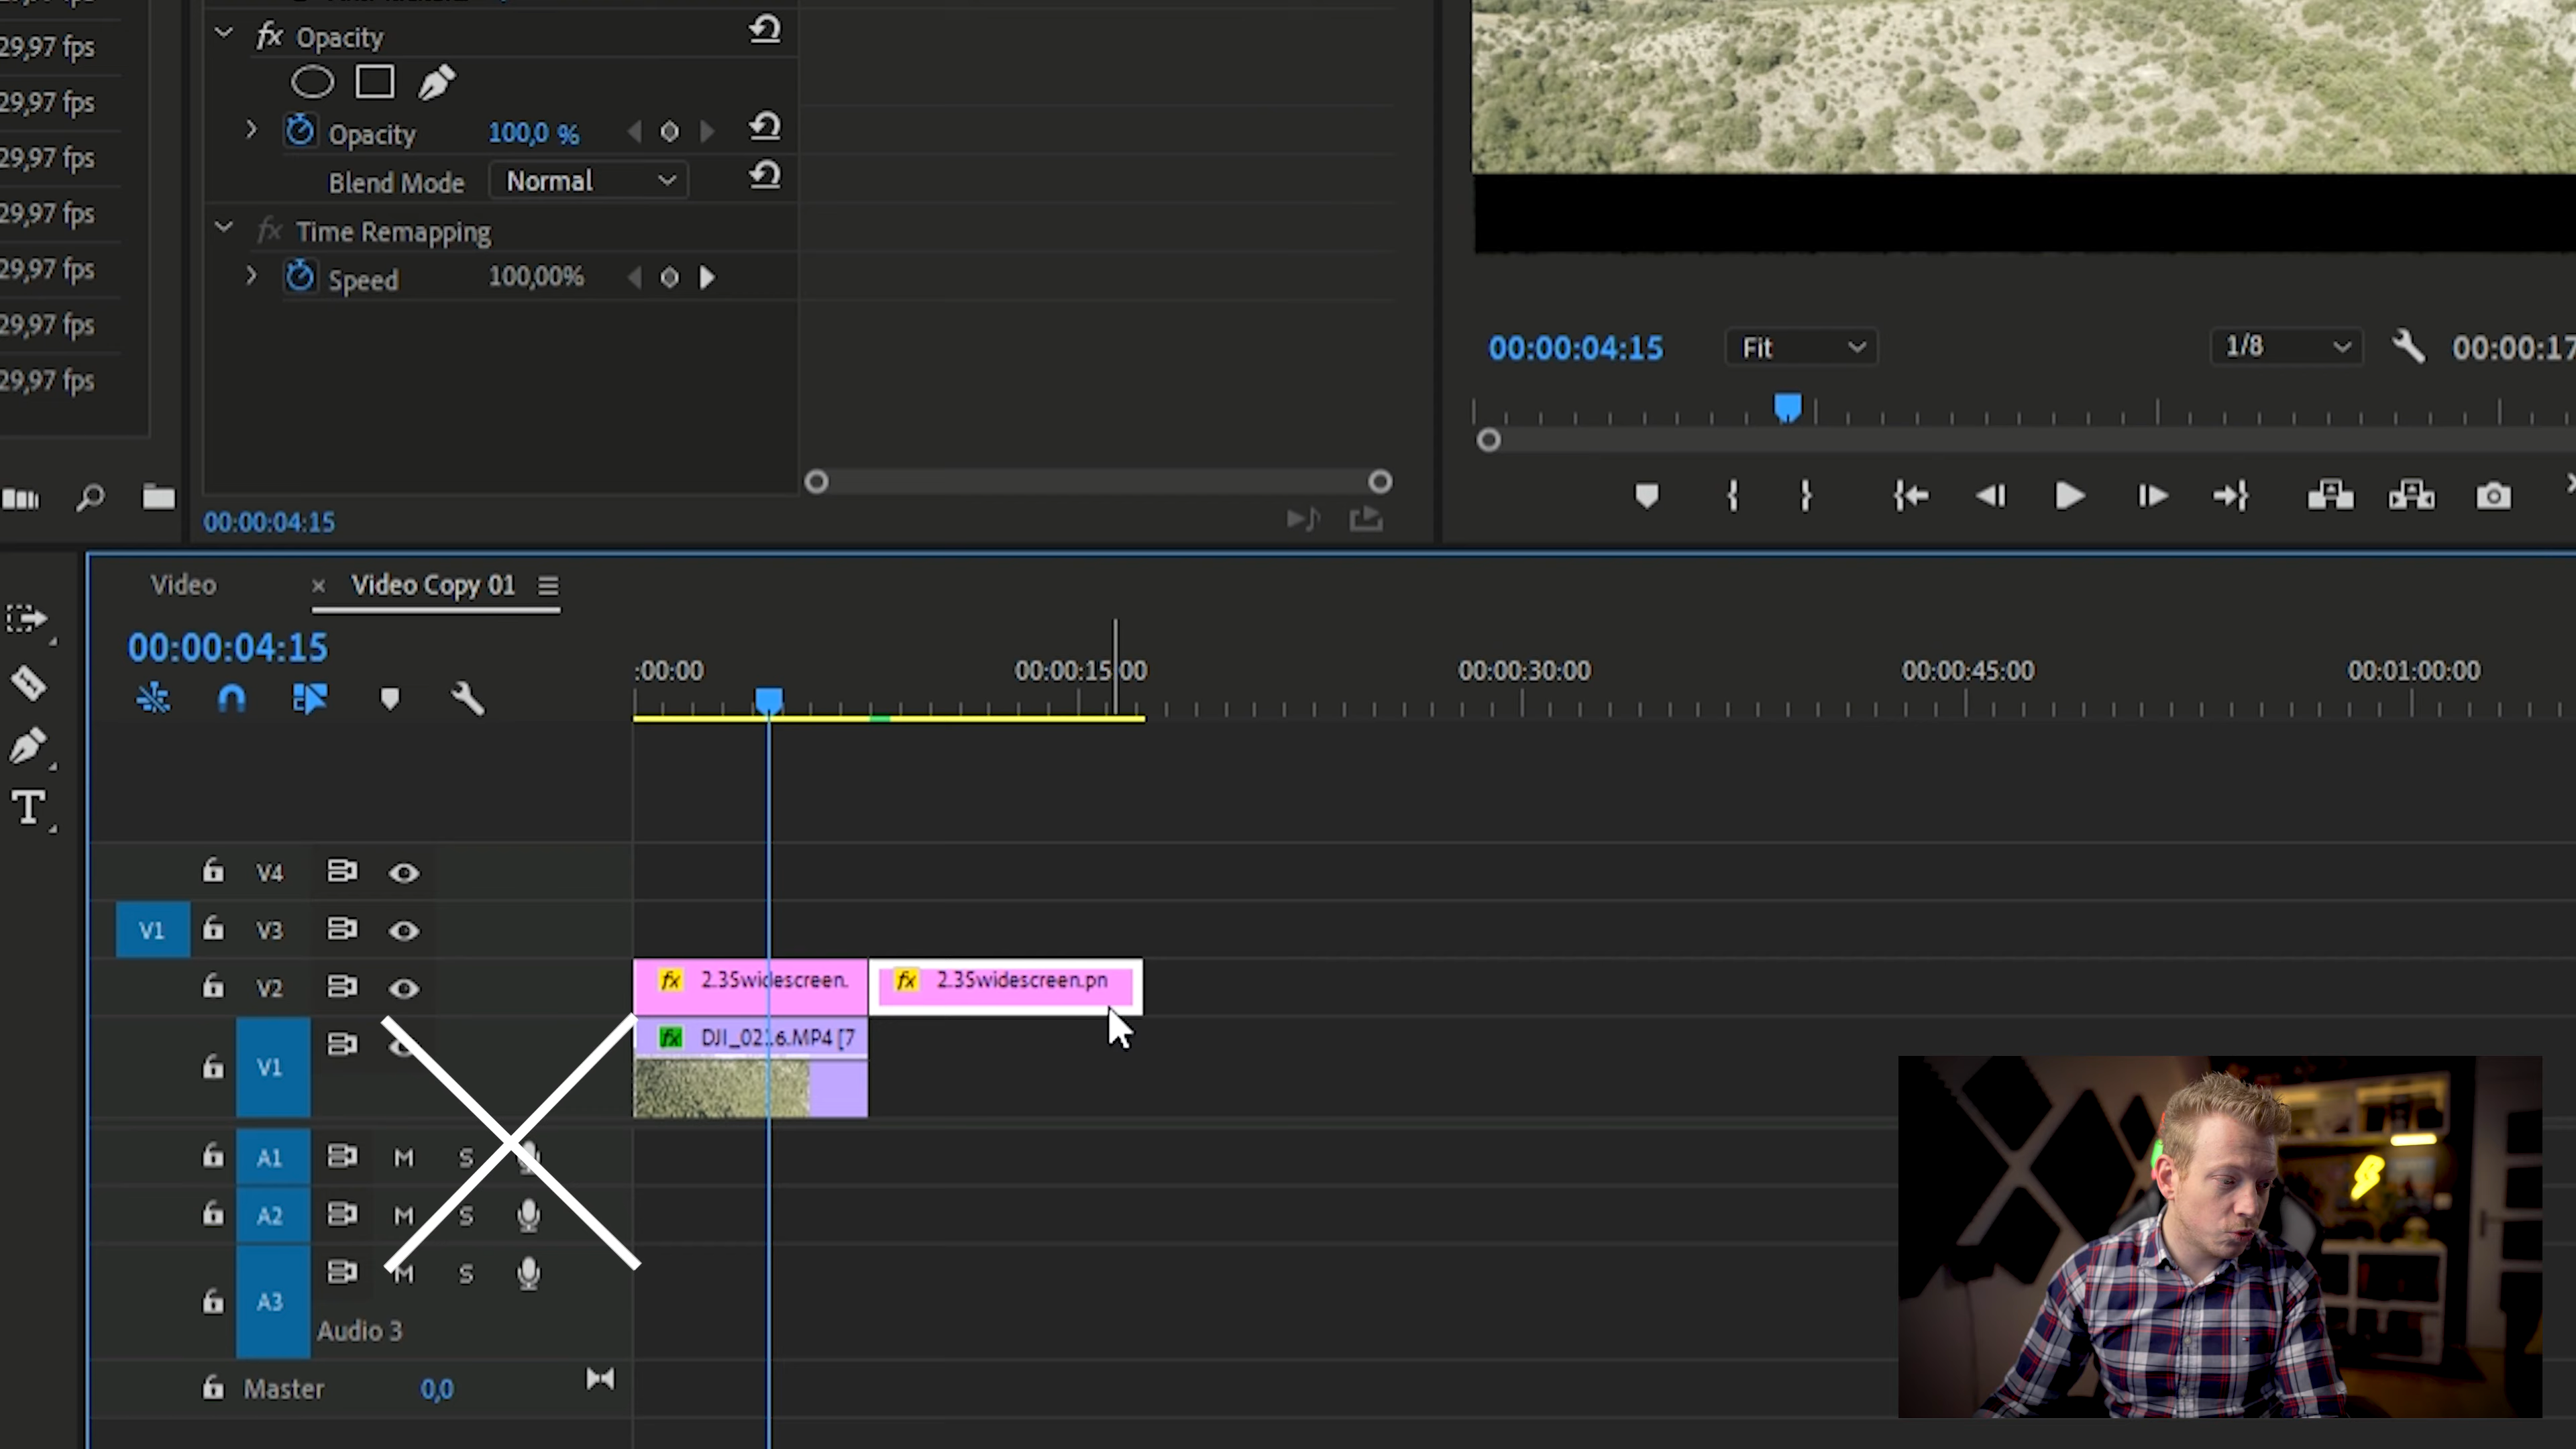 29,97 fps
29,97 fps
29,97 fps
29,97 fps
29,97 fps
29,97 fps
29,97 fps
fx Opacity
Opacity 100,0 %
Blend Mode Normal
fx Time Remapping
Speed 100,00%
00:00:04:15
00:00:04:15 Fit 1/8 00:00:17
Video × Video Copy 01
00:00:04:15
:00:00 00:00:15:00 00:00:30:00 00:00:45:00 00:01:00:00
T
V4
V1 V3
V2 fx 2.35widescreen. fx 2.35widescreen.pn
V1 fx DJI_0216.MP4 [7
A1 M S
A2 M S
A3 M S
Audio 3
Master 0,0